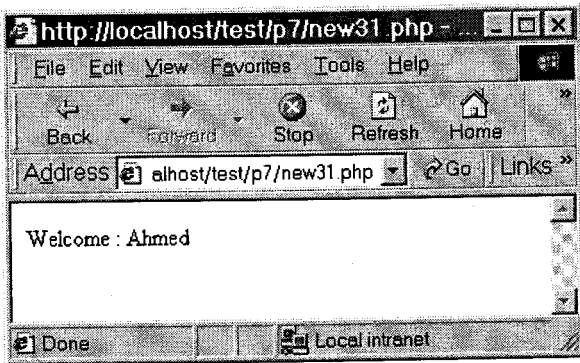 http://localhost/test/p7/new31.php - ...
File Edit View Favorites Tools Help
Back Forward Stop Refresh Home »
Address alhost/test/p7/new31.php Go Links »
Welcome : Ahmed
Done Local intranet